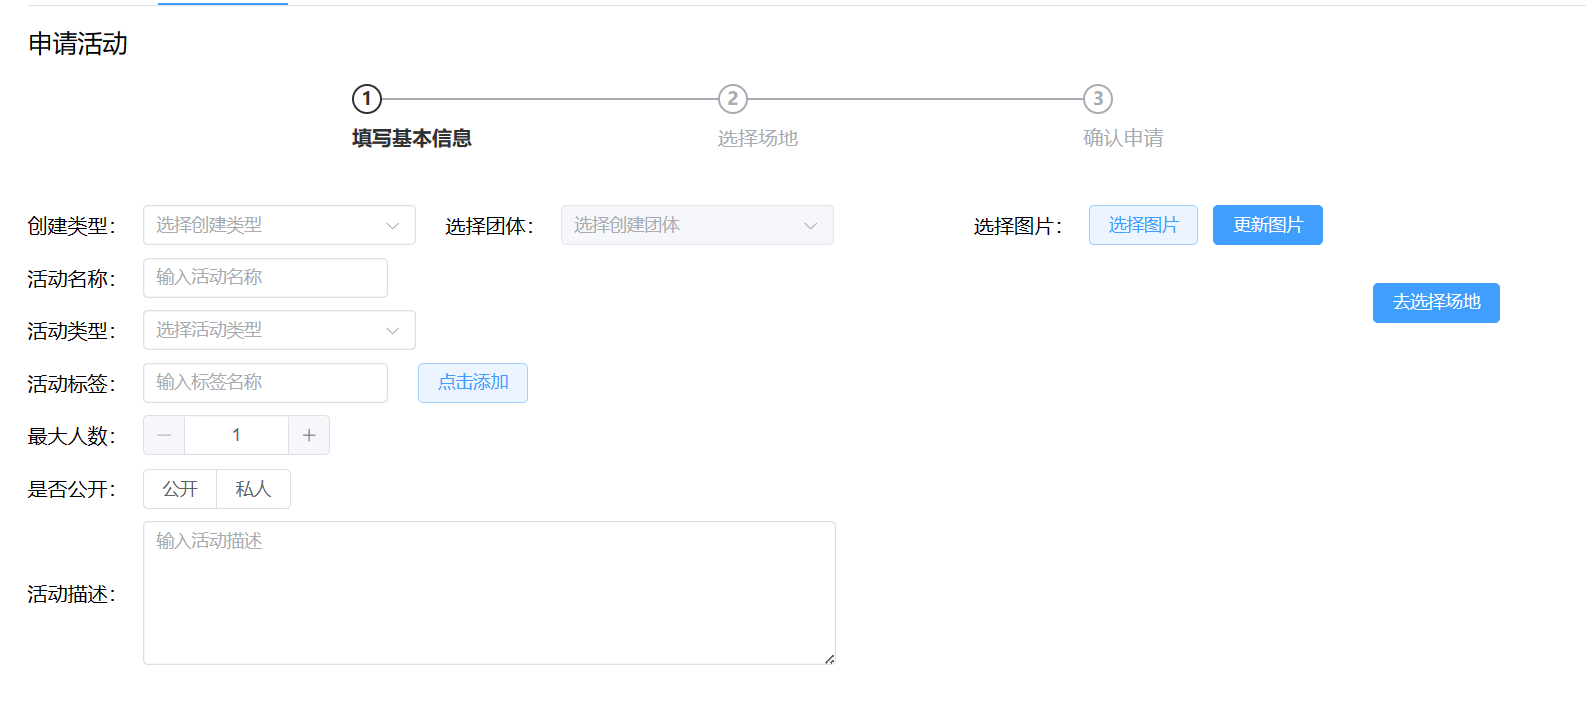 申请活动
1 2 3
填写基本信息 选择场地 确认申请
创建类型： 选择创建类型 选择团体： 选择创建团体 选择图片： 选择图片 更新图片
活动名称： 输入活动名称
去选择场地
活动类型： 选择活动类型
活动标签： 输入标签名称 点击添加
最大人数： 1
是否公开： 公开 私人
输入活动描述
活动描述：